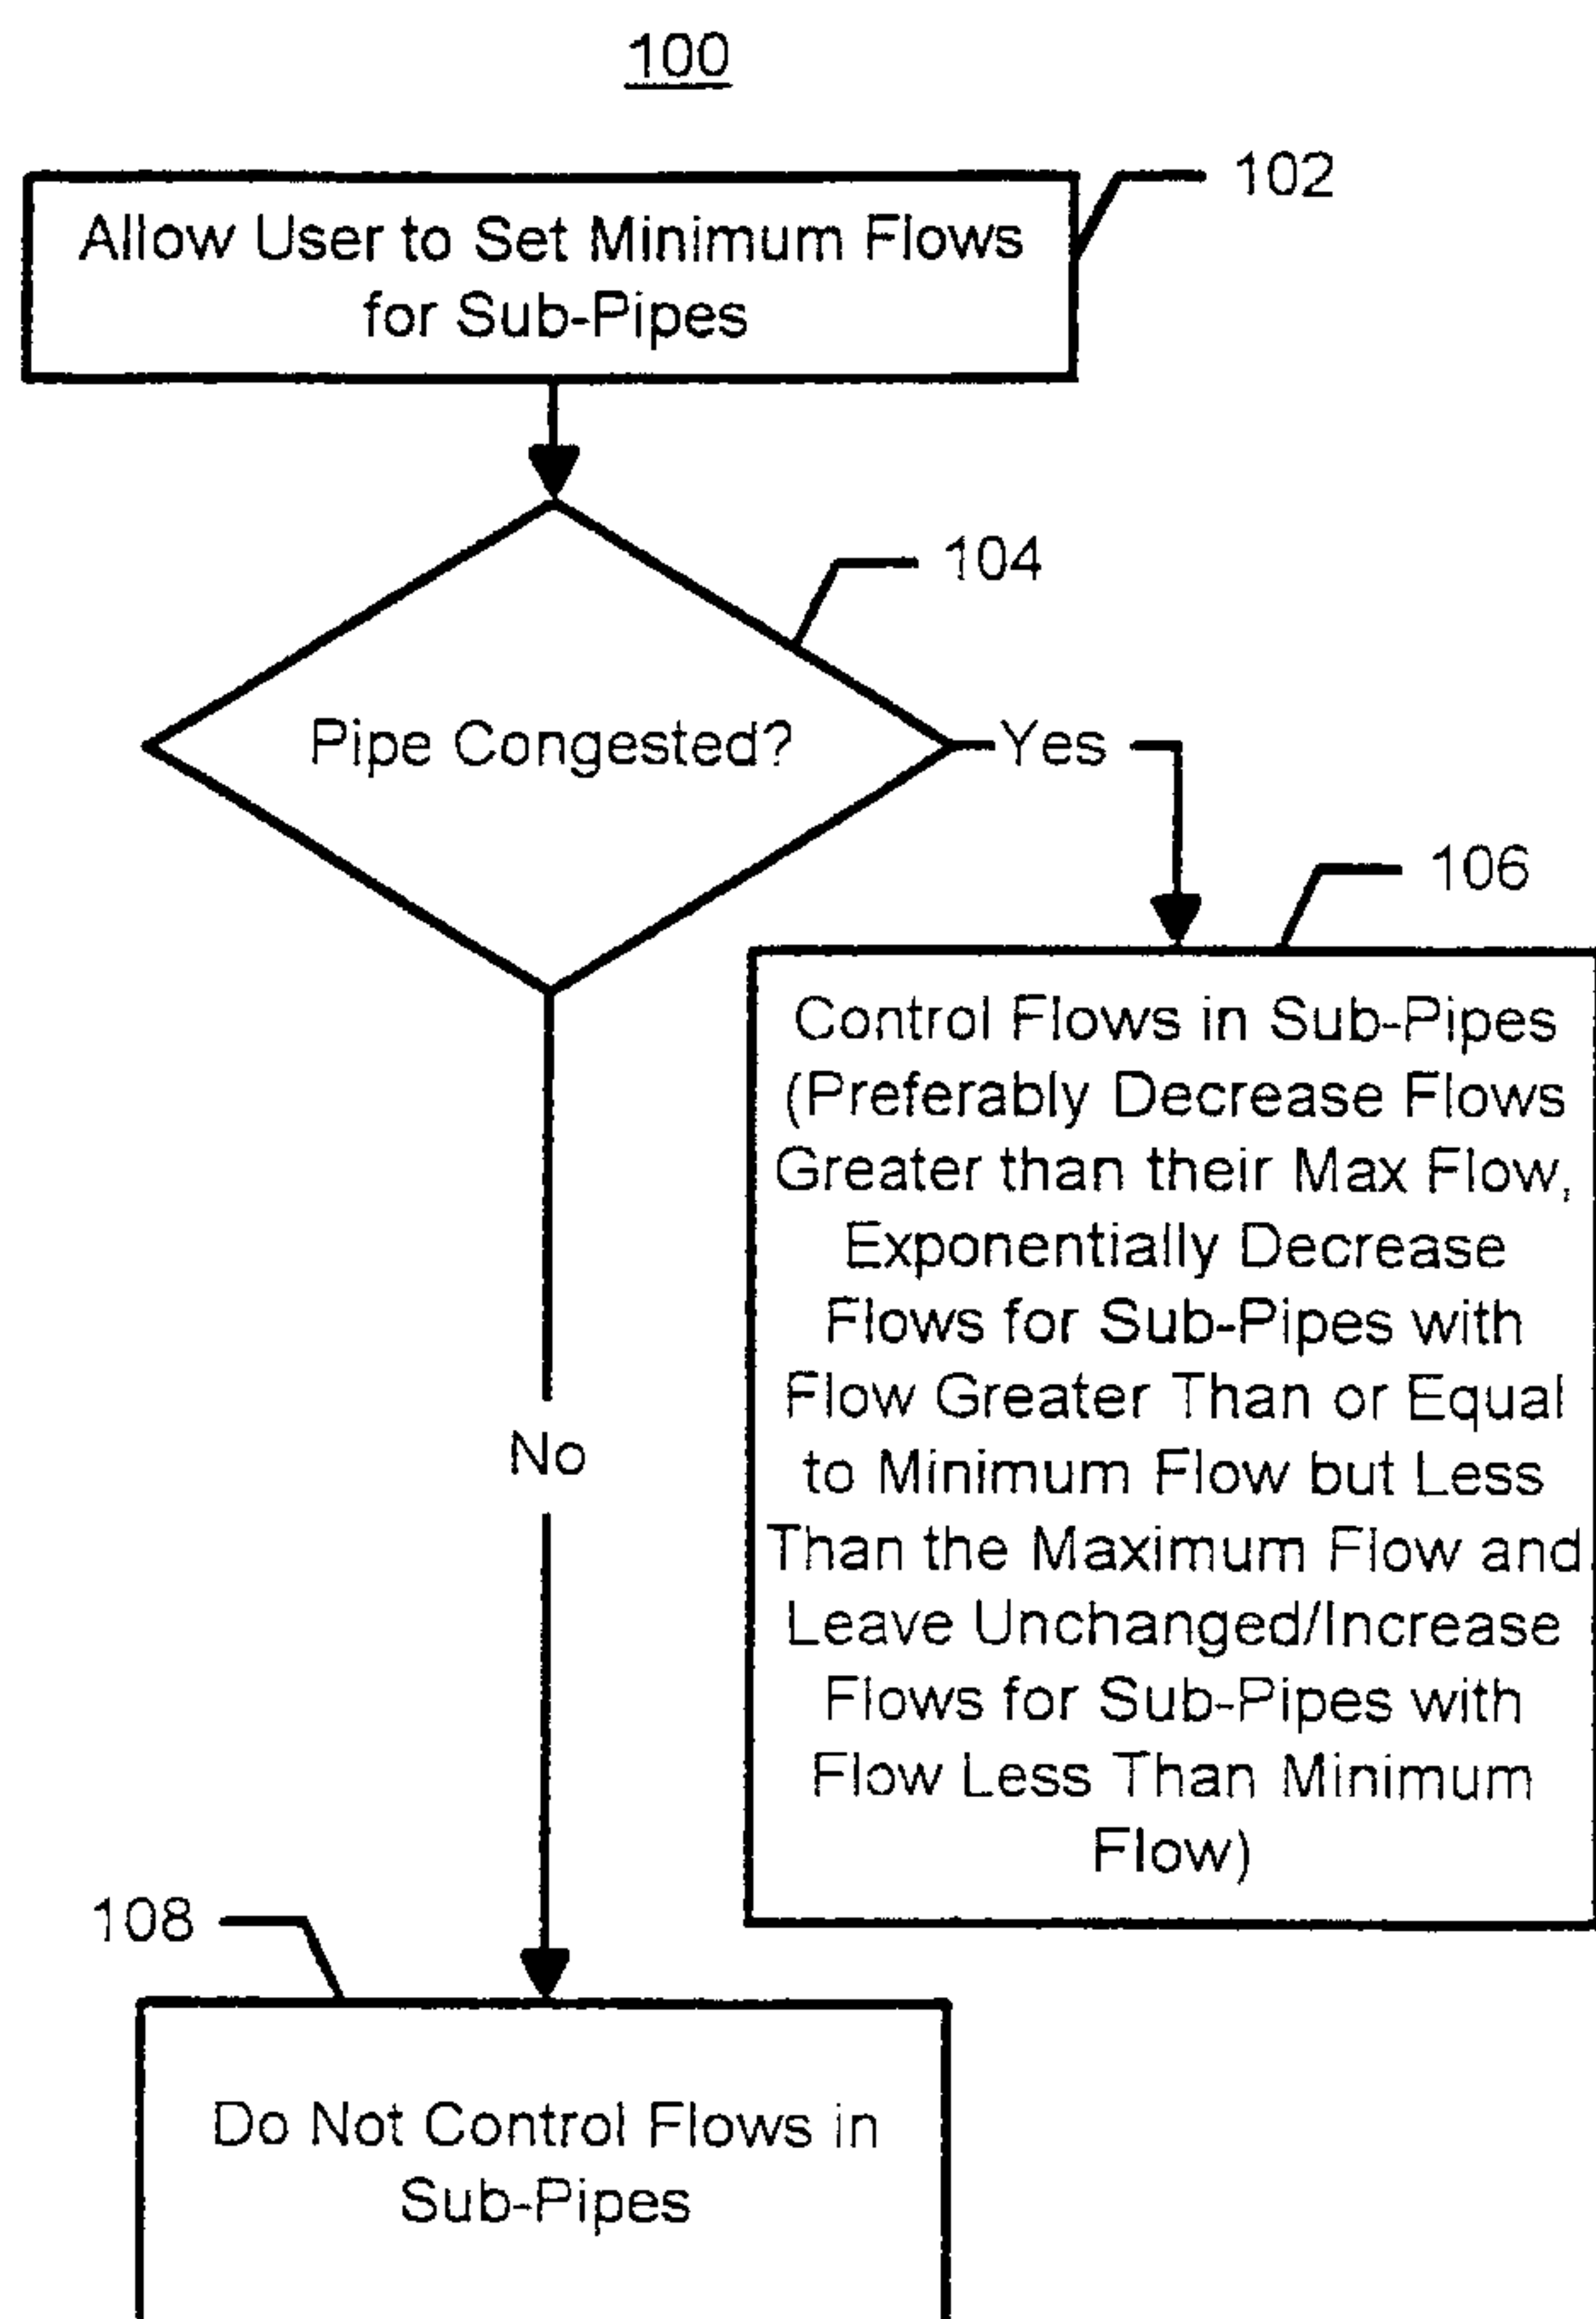 100
102
Allow User to Set Minimum Flows
for Sub-Pipes
104
Pipe Congested?
Yes
106
Control Flows in Sub-Pipes
(Preferably Decrease Flows
Greater than their Max Flow,
Exponentially Decrease
Flows for Sub-Pipes with
Flow Greater Than or Equal
to Minimum Flow but Less
Than the Maximum Flow and
Leave Unchanged/Increase
Flows for Sub-Pipes with
Flow Less Than Minimum
Flow)
No
108
Do Not Control Flows in
Sub-Pipes